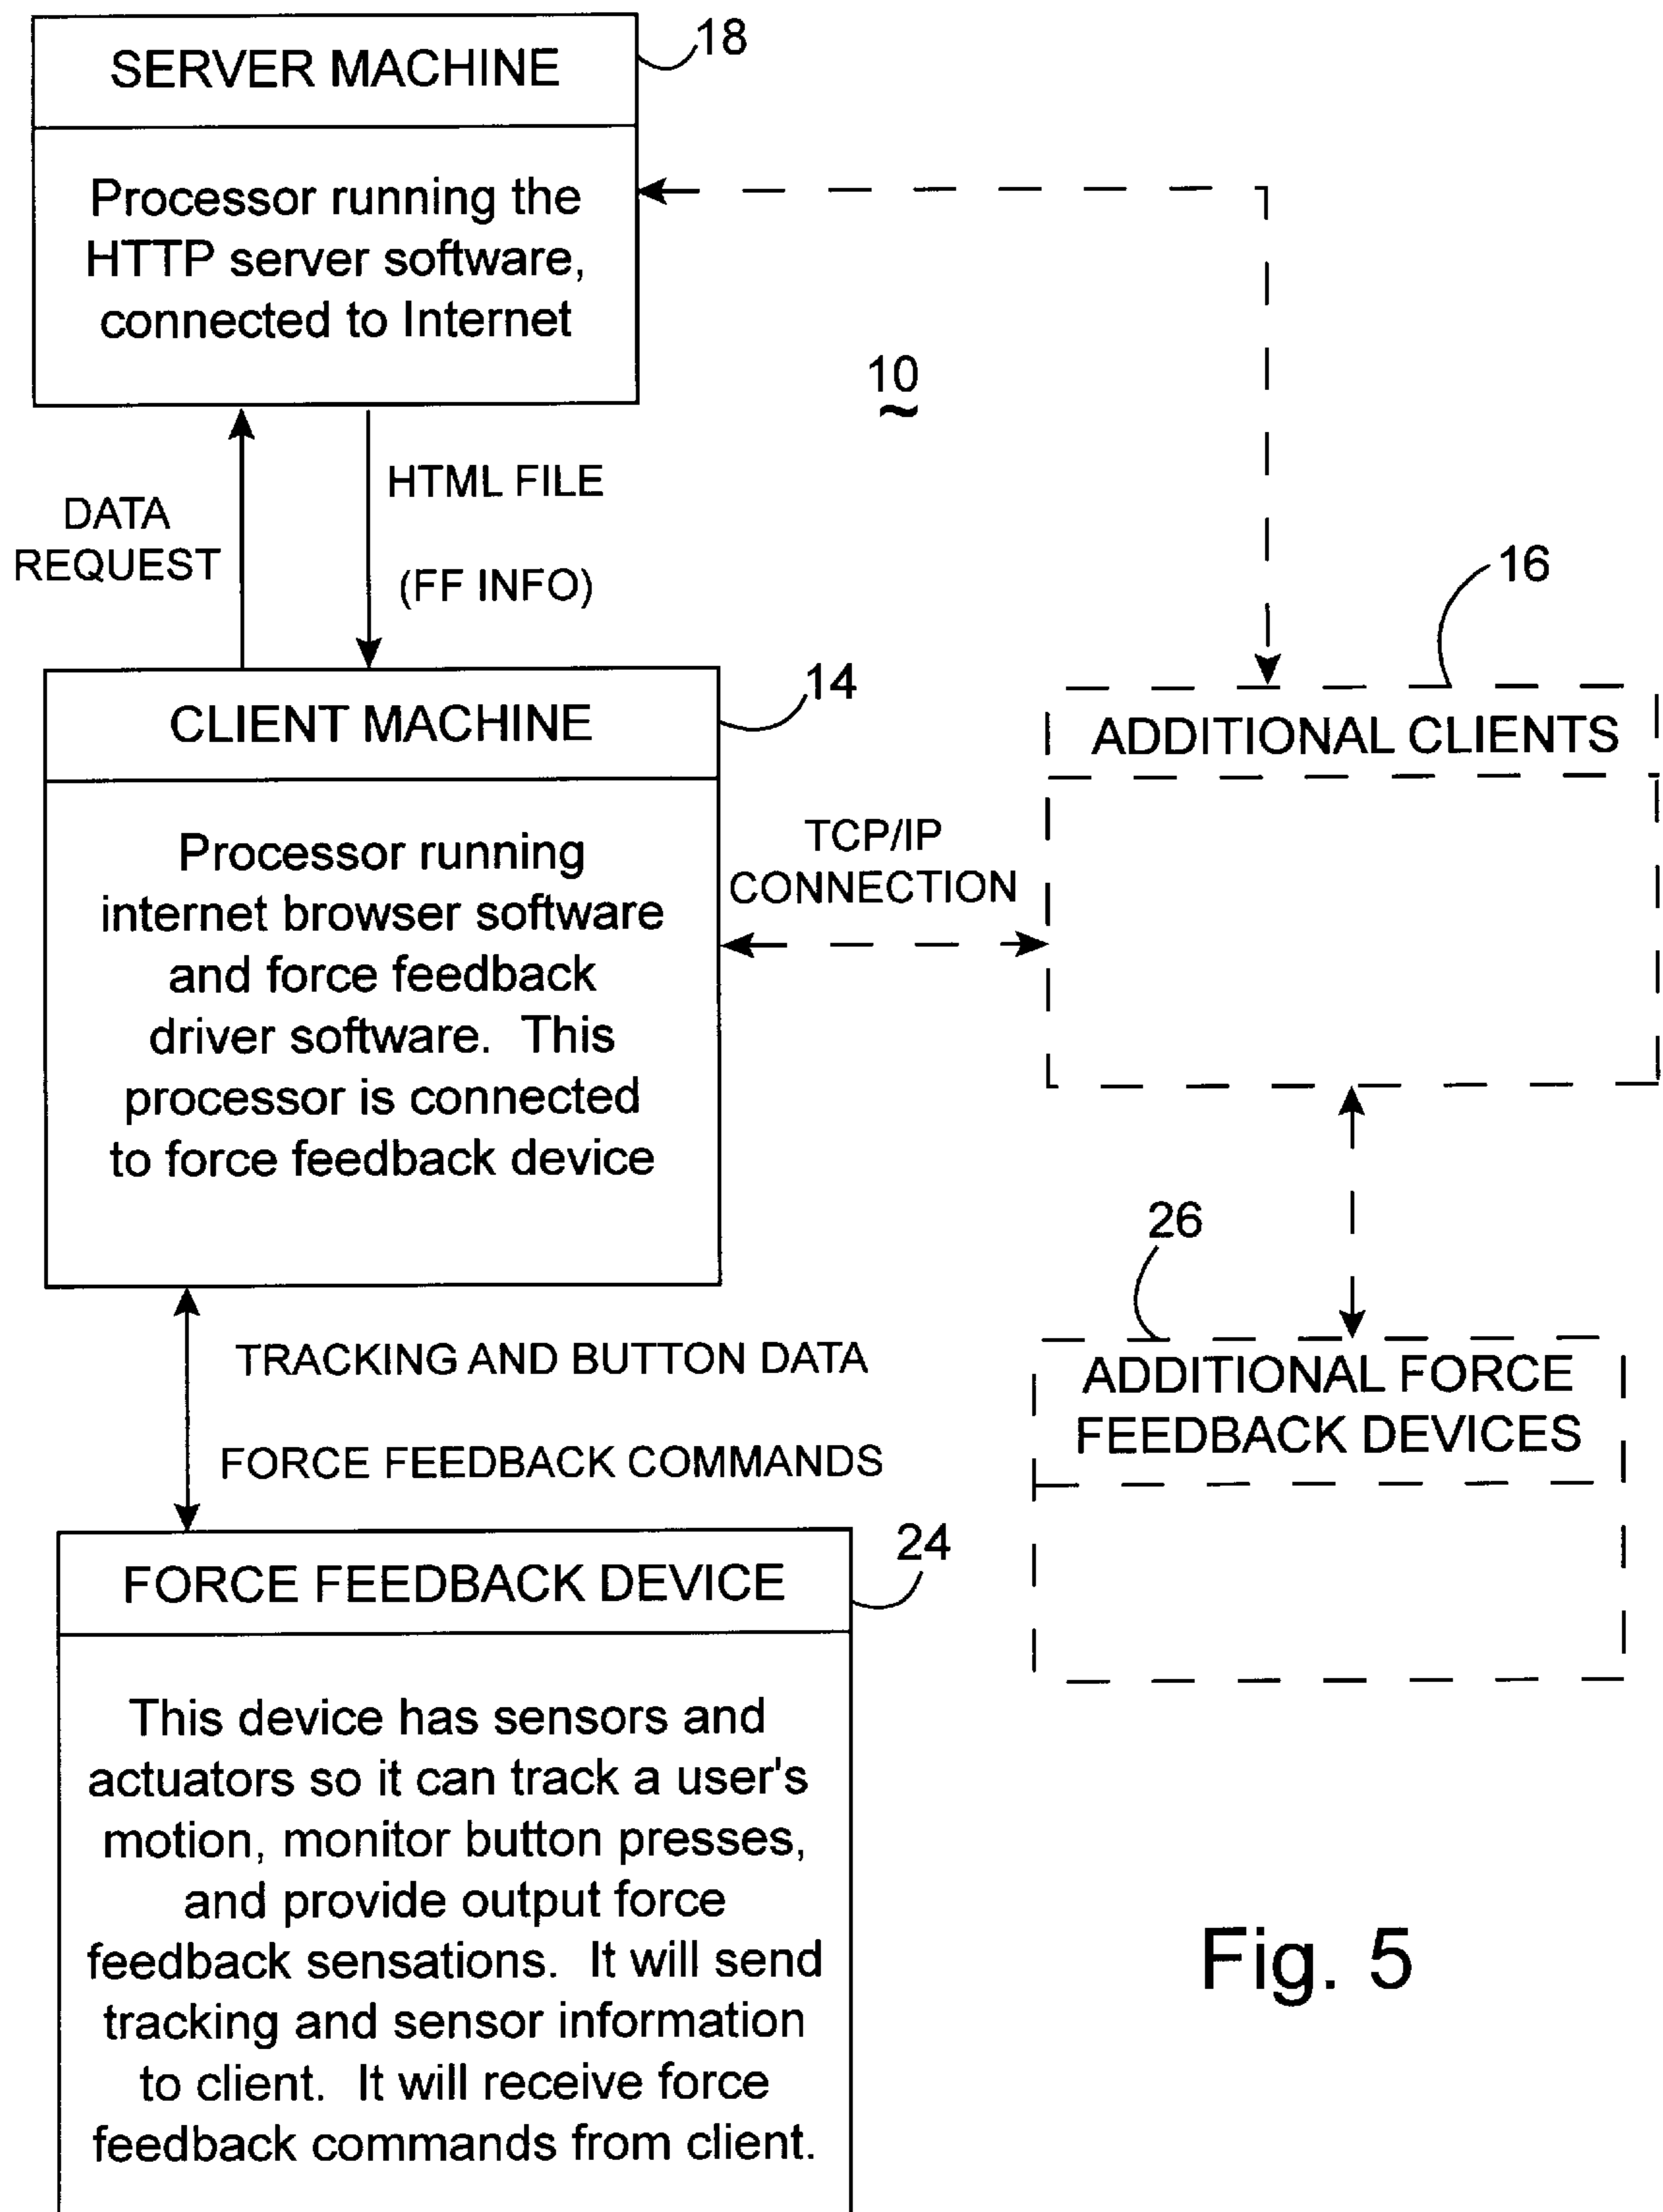 SERVER MACHINE
18
Processor running the
HTTP server software,
connected to Internet
10
DATA
REQUEST
HTML FILE
(FF INFO)
16
CLIENT MACHINE
14
ADDITIONAL CLIENTS
Processor running
internet browser software
and force feedback
driver software. This
processor is connected
to force feedback device
TCP/IP
CONNECTION
26
TRACKING AND BUTTON DATA
FORCE FEEDBACK COMMANDS
ADDITIONAL FORCE
FEEDBACK DEVICES
24
FORCE FEEDBACK DEVICE
This device has sensors and
actuators so it can track a user's
motion, monitor button presses,
and provide output force
feedback sensations. It will send
tracking and sensor information
to client. It will receive force
feedback commands from client.
Fig. 5